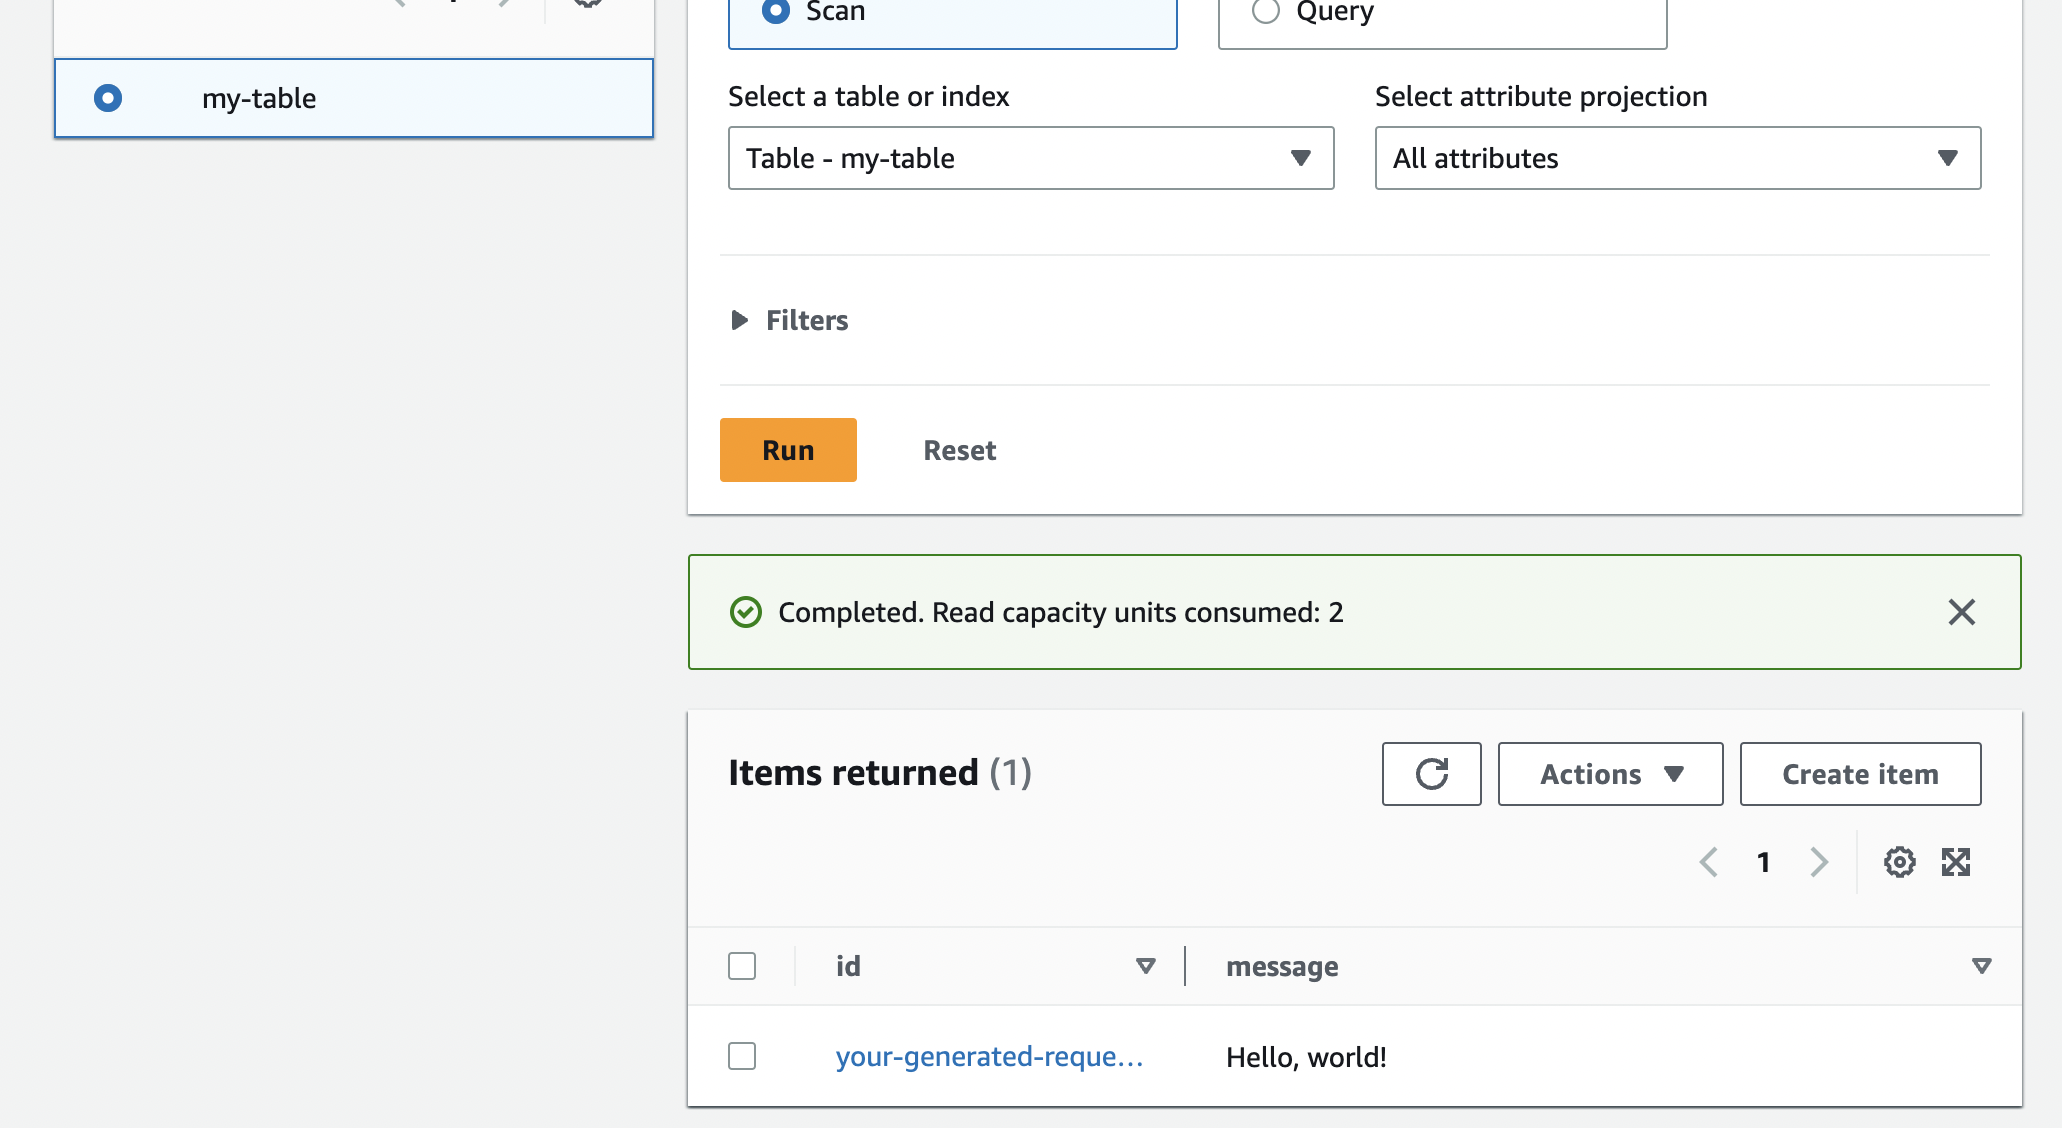 my-table
Scan
Query
Select a table or index
Select attribute projection
Table - my-table
All attributes
Filters
Run
Reset
Completed. Read capacity units consumed: 2
Items returned (1)
Actions
Create item
1
id
message
your-generated-reque...
Hello, world!